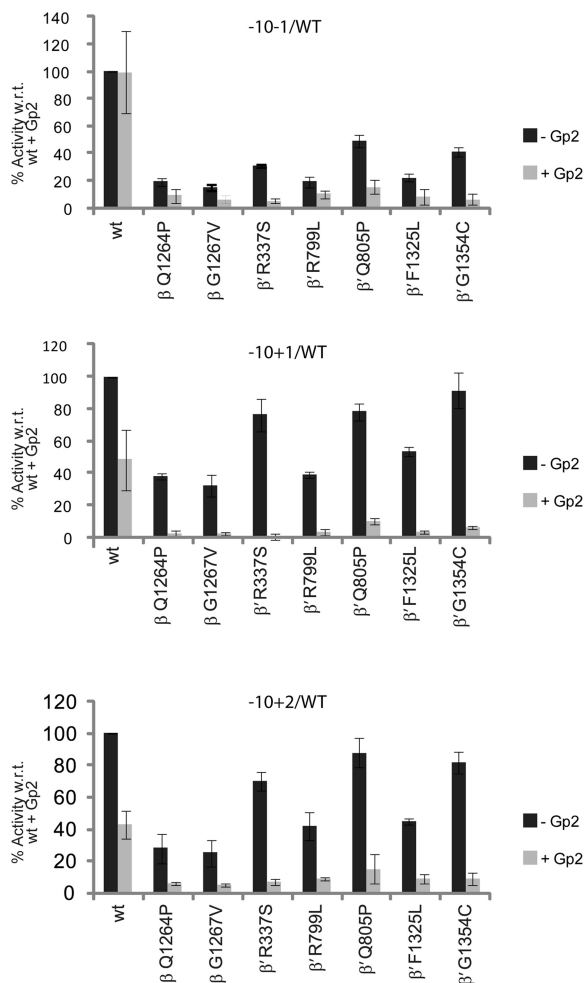 -10-1/WT
% Activity w.r.t.
wt + Gp2
140
120
100
80
60
40
20
0
wt
β Q1264P
β G1267V
β′R337S
β′R799L
β′Q805P
β′F1325L
β′G1354C
- Gp2
+ Gp2
-10+1/WT
% Activity w.r.t.
wt + Gp2
120
100
80
60
40
20
0
wt
β Q1264P
β G1267V
β′R337S
β′R799L
β′Q805P
β′F1325L
β′G1354C
- Gp2
+ Gp2
-10+2/WT
% Activity w.r.t.
wt + Gp2
120
100
80
60
40
20
0
wt
β Q1264P
β G1267V
β′R337S
β′R799L
β′Q805P
β′F1325L
β′G1354C
- Gp2
+ Gp2